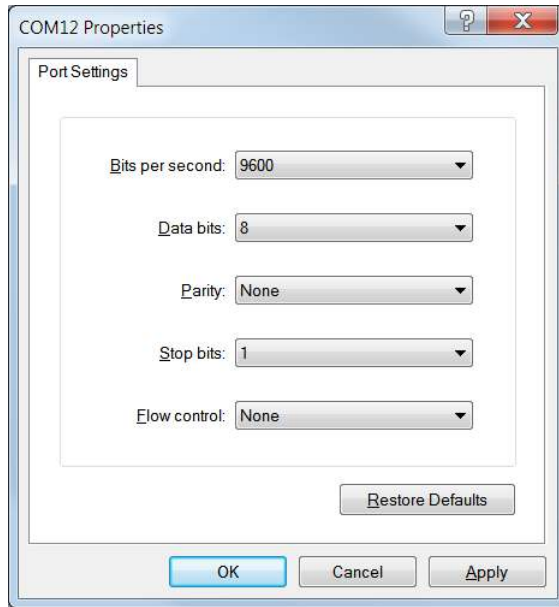 COM12 Properties
?
X
Port Settings
Bits per second: 9600
Data bits: 8
Parity: None
Stop bits: 1
Flow control: None
Restore Defaults
OK Cancel Apply